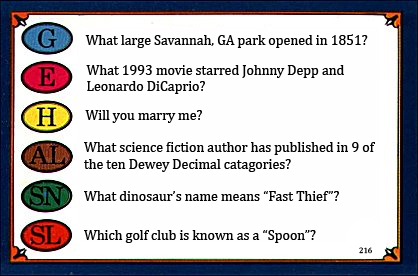 G What large Savannah, GA park opened in 1851?
E What 1993 movie starred Johnny Depp and
Leonardo DiCaprio?
H Will you marry me?
AL What science fiction author has published in 9 of
the ten Dewey Decimal catagories?
SN What dinosaur's name means "Fast Thief"?
SL Which golf club is known as a "Spoon"?
216